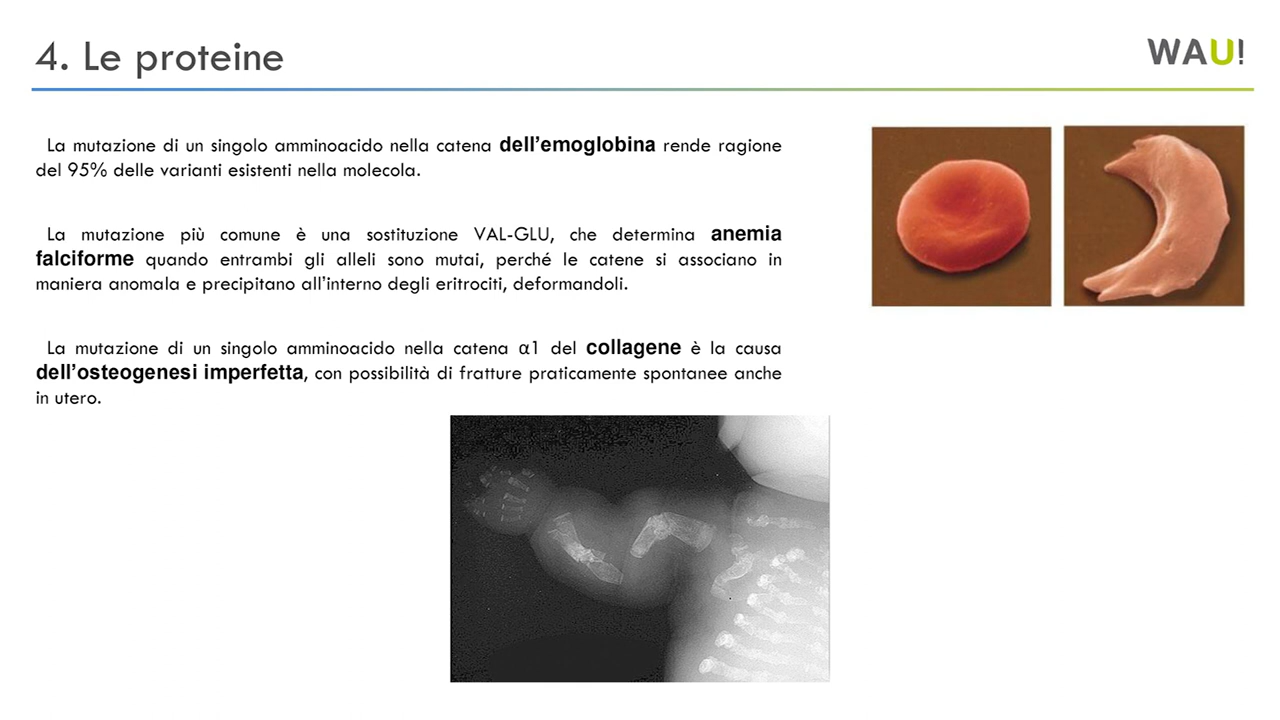 4. Le proteine
WAU!
La mutazione di un singolo amminoacido nella catena dell'emoglobina rende ragione
del 95% delle varianti esistenti nella molecola.
La mutazione più comune è una sostituzione VAL-GLU, che determina anemia
falciforme quando entrambi gli alleli sono mutai, perché le catene si associano in
maniera anomala e precipitano all'interno degli eritrociti, deformandoli.
La mutazione di un singolo amminoacido nella catena α1 del collagene è la causa
dell'osteogenesi imperfetta, con possibilità di fratture praticamente spontanee anche
in utero.